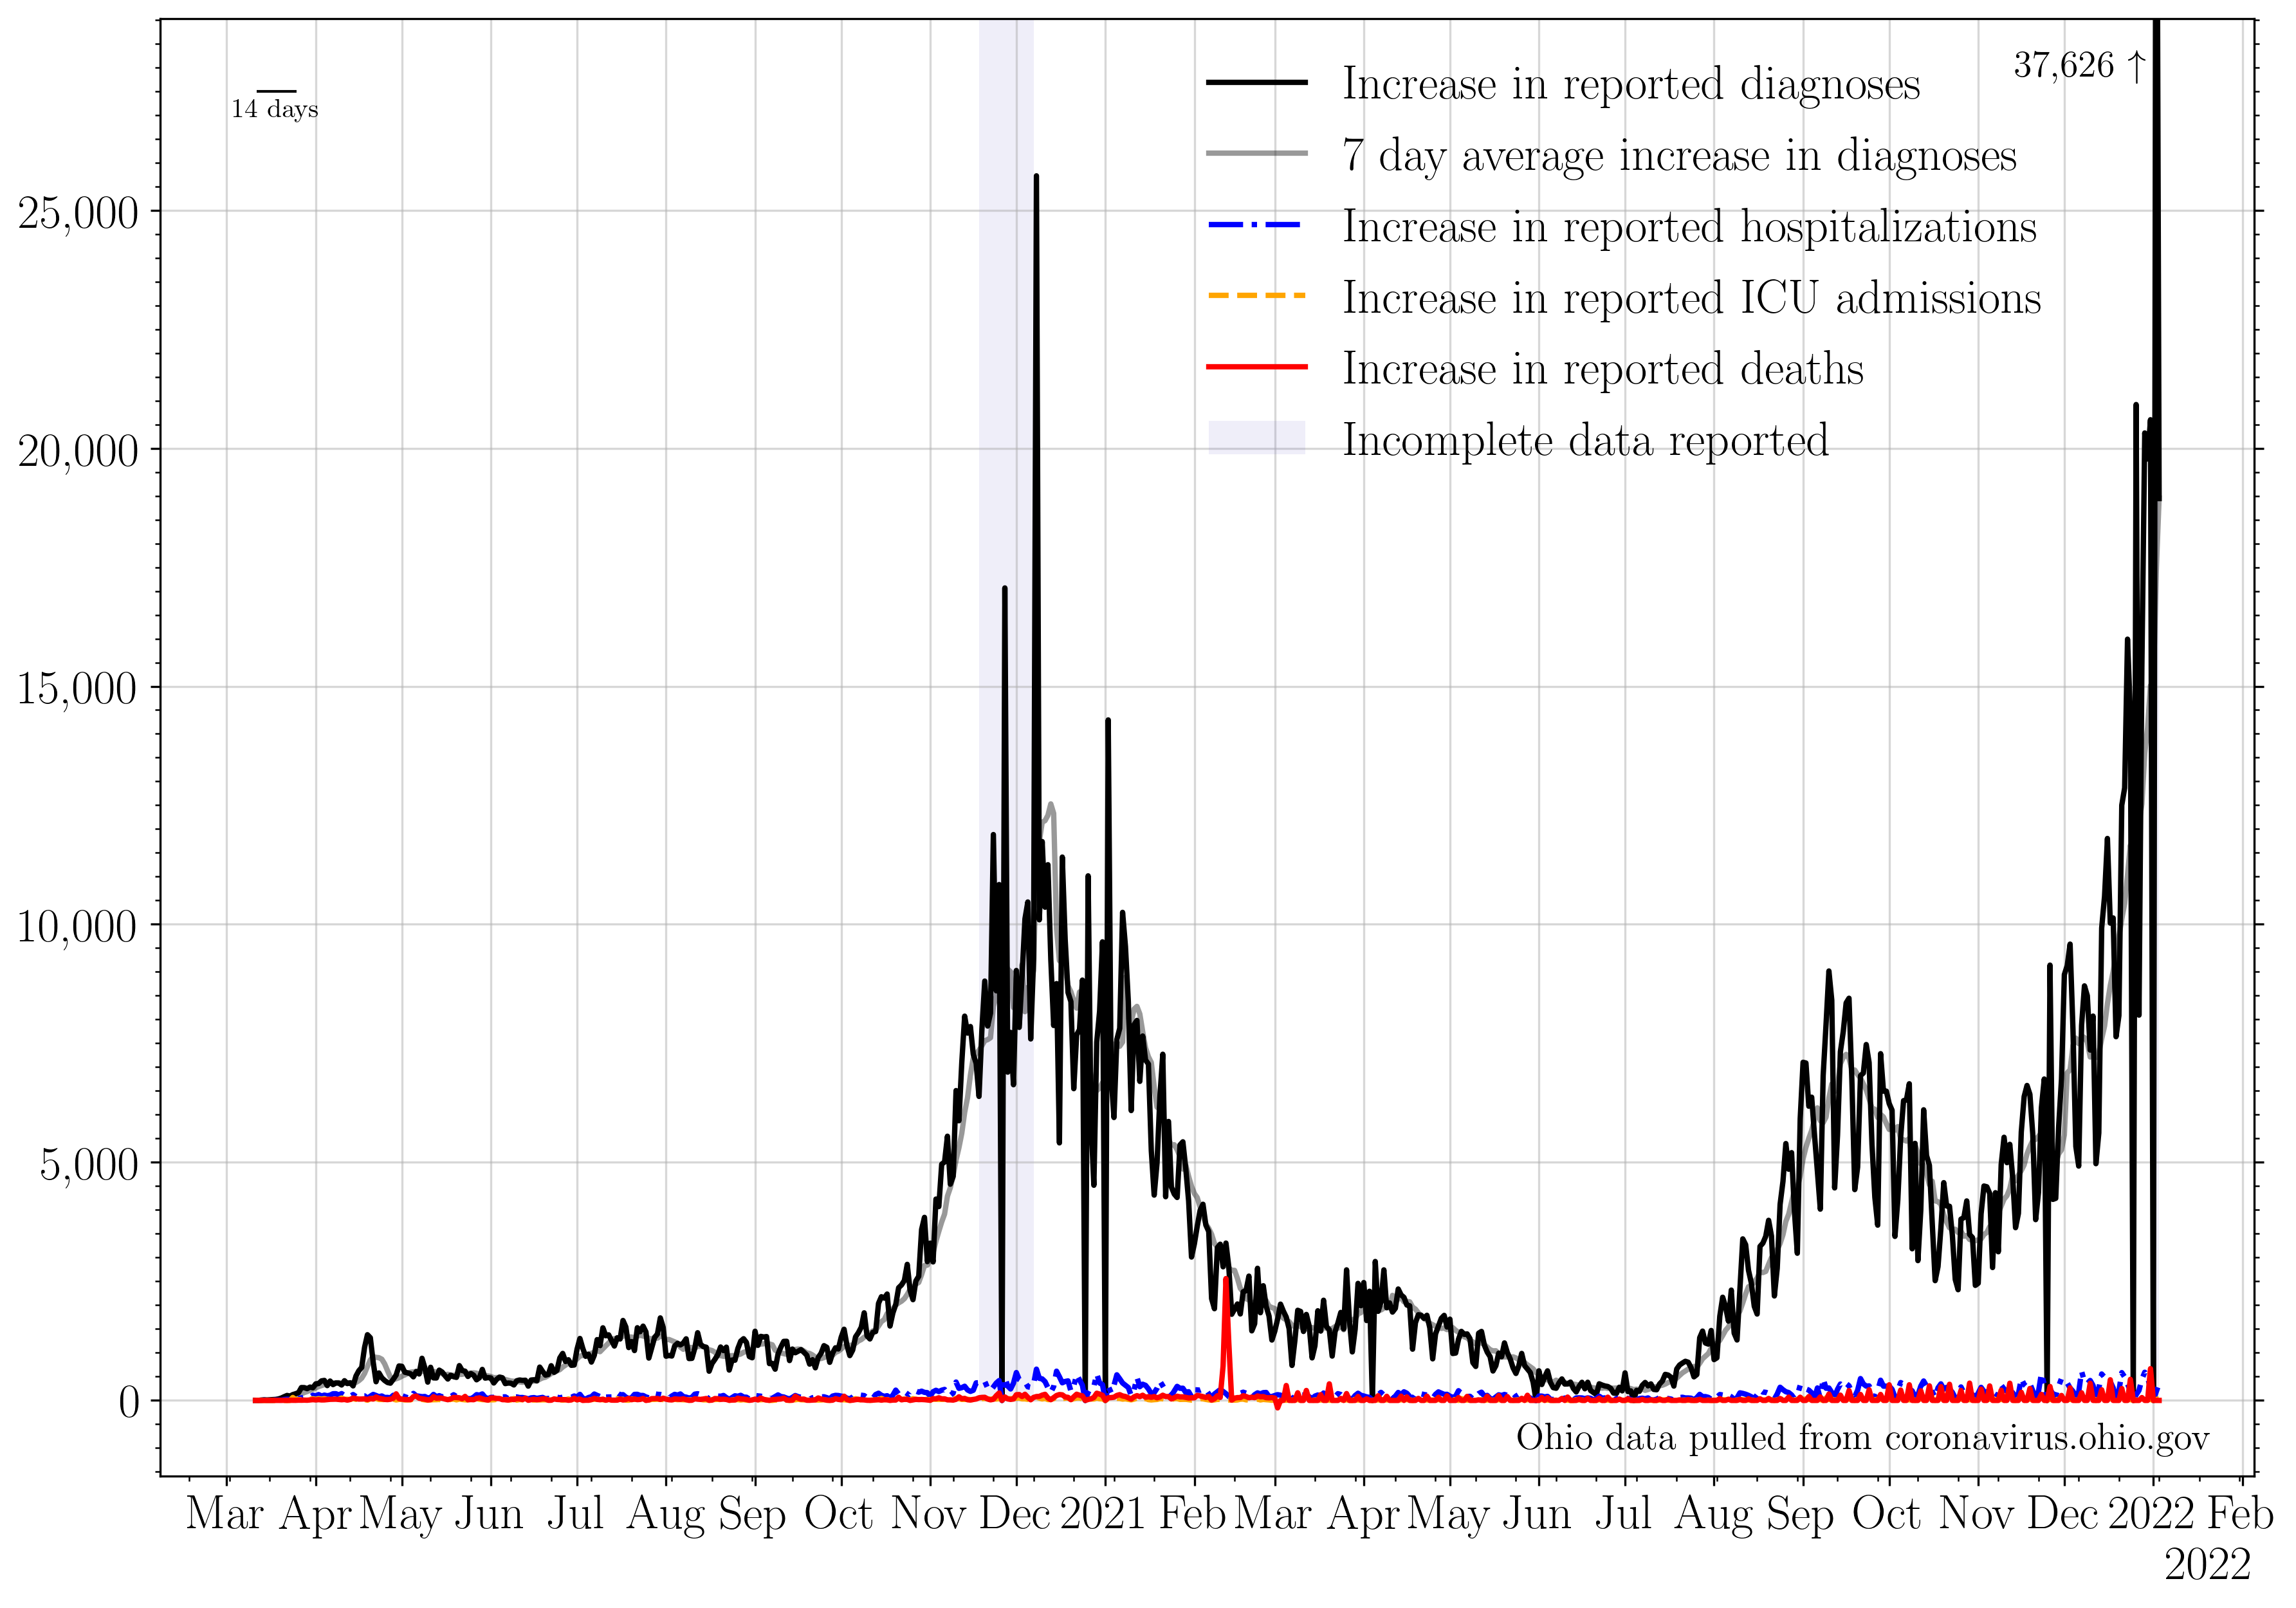 37,626 ↑
14 days
Increase in reported diagnoses
7 day average increase in diagnoses
Increase in reported hospitalizations
Increase in reported ICU admissions
Increase in reported deaths
Incomplete data reported
25,000
20,000
15,000
10,000
5,000
0
Ohio data pulled from coronavirus.ohio.gov
Mar Apr May Jun Jul Aug Sep Oct Nov Dec 2021 Feb Mar Apr May Jun Jul Aug Sep Oct Nov Dec 2022 Feb
2022